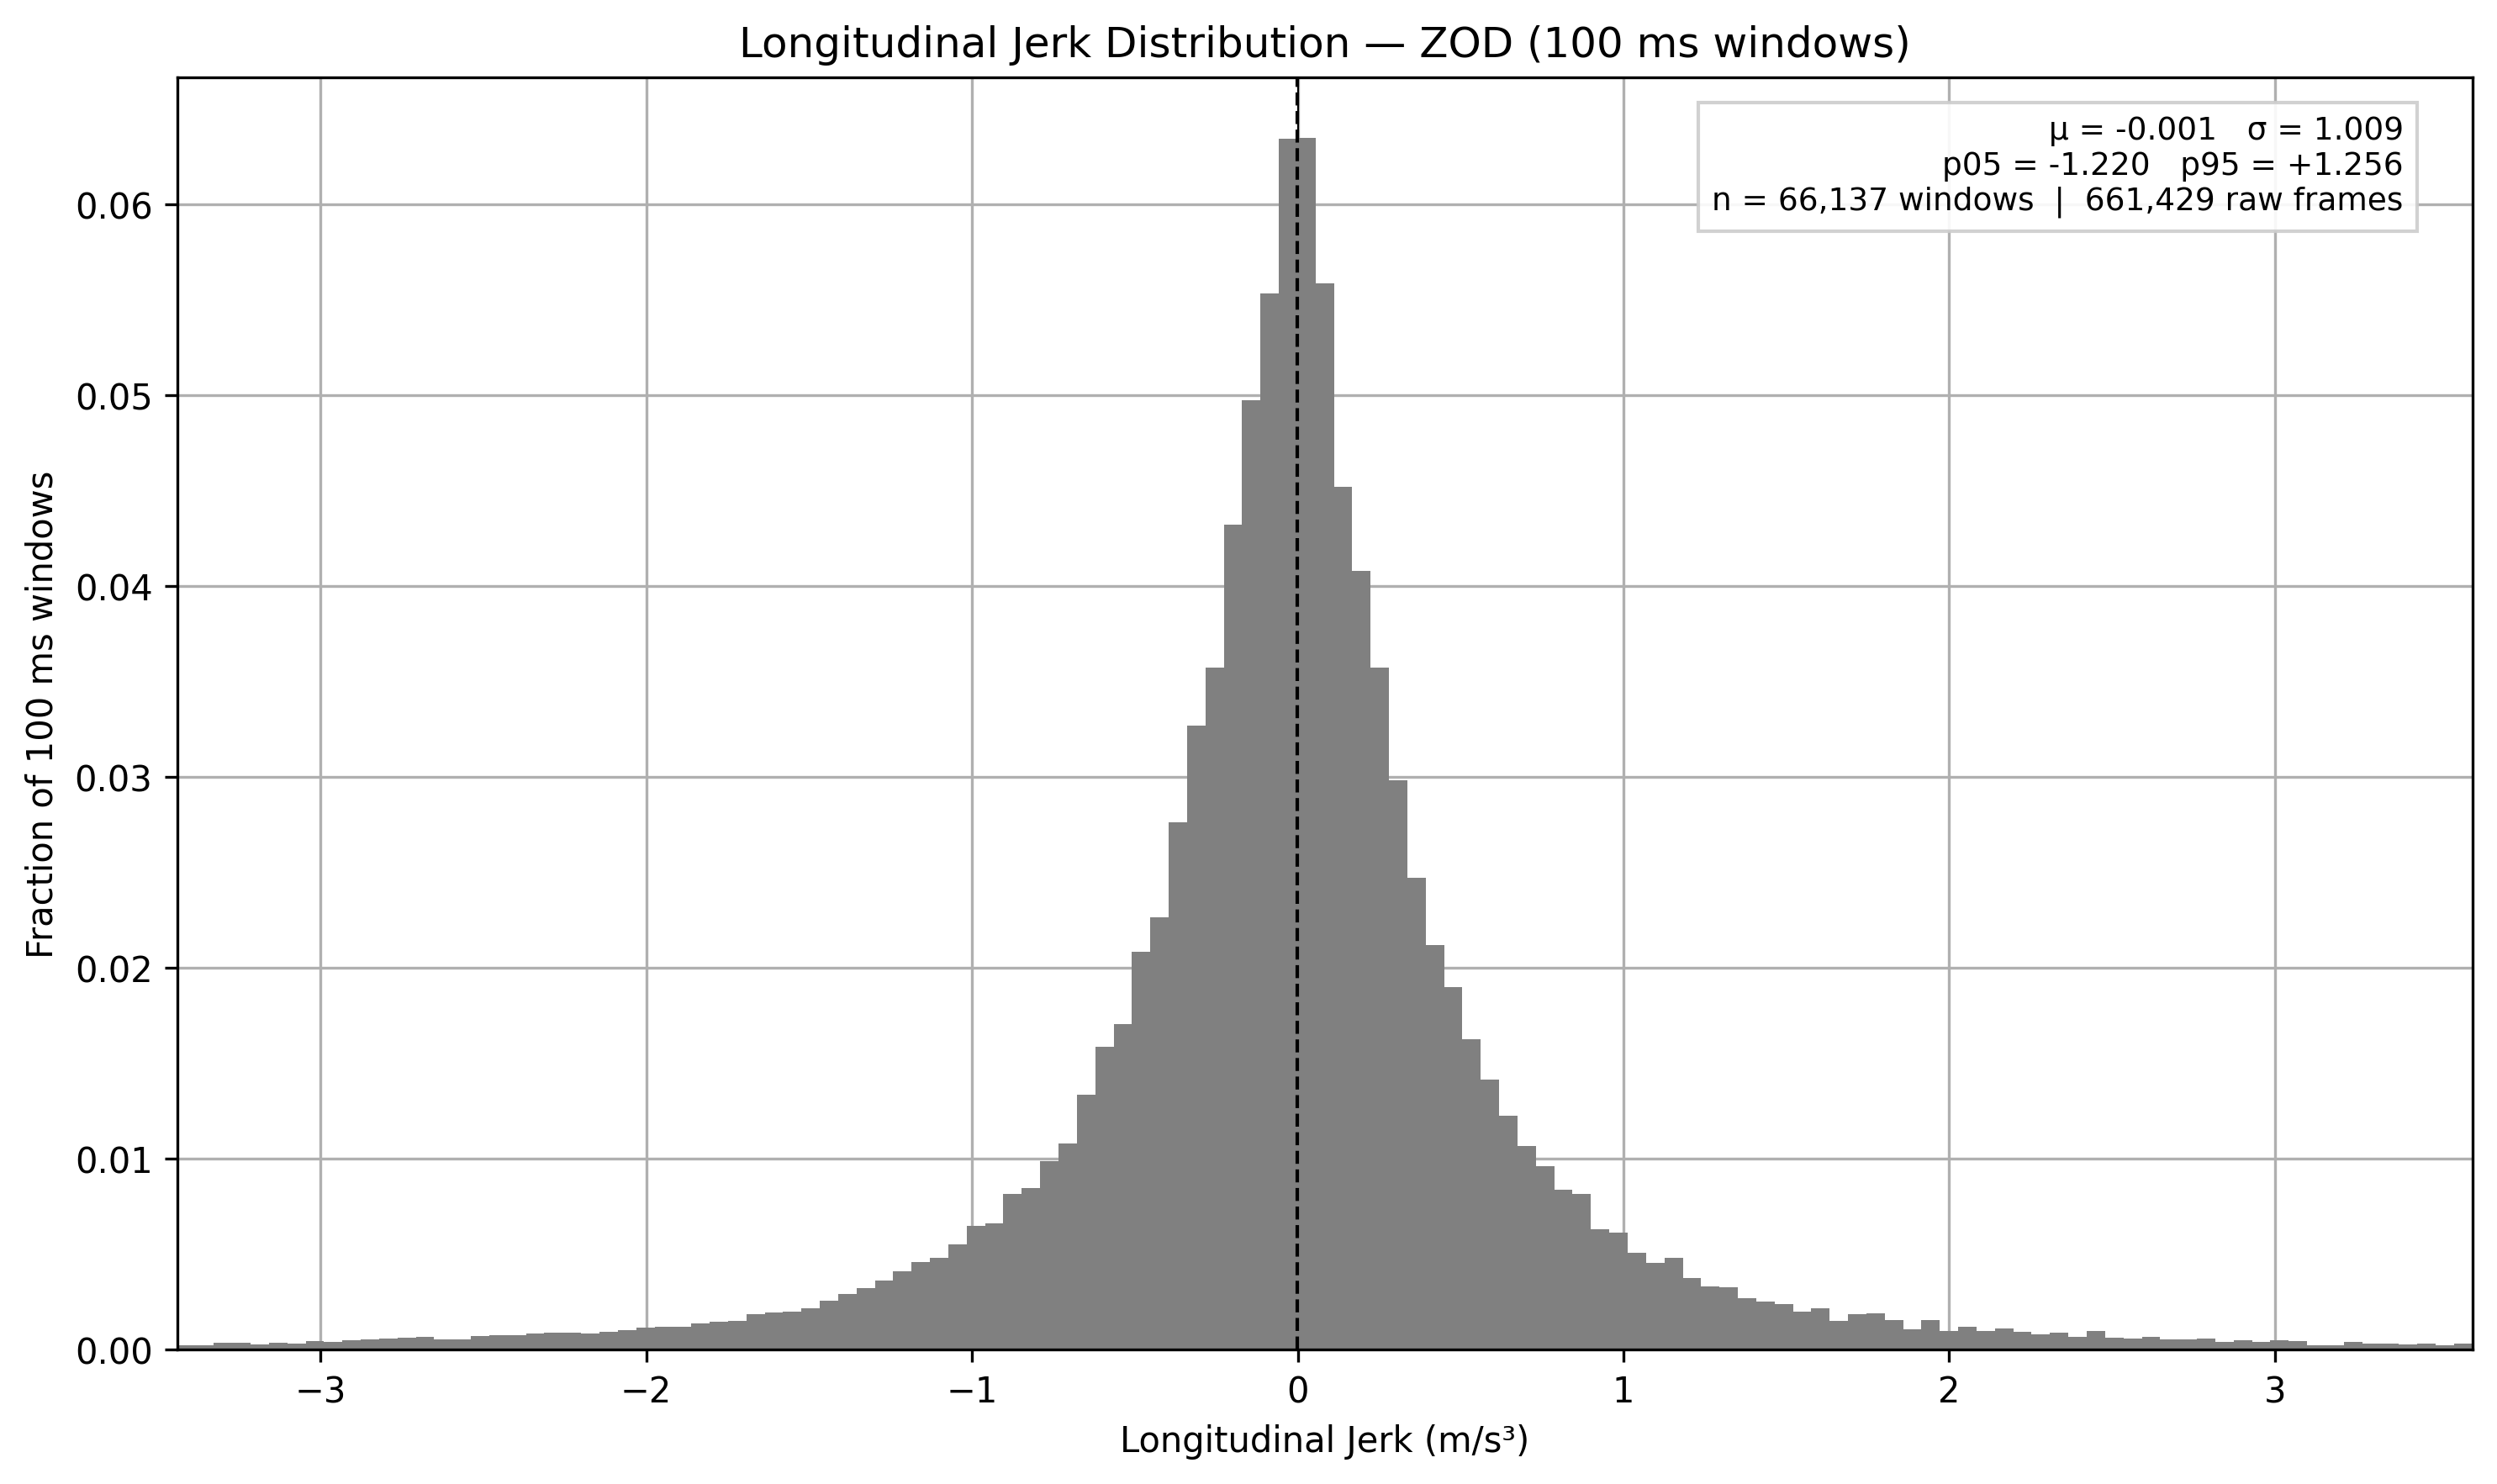 Longitudinal Jerk Distribution — ZOD (100 ms windows)
μ = -0.001   σ = 1.009
p05 = -1.220   p95 = +1.256
n = 66,137 windows  |  661,429 raw frames
Fraction of 100 ms windows
0.06
0.05
0.04
0.03
0.02
0.01
0.00
−3 −2 −1 0 1 2 3
Longitudinal Jerk (m/s³)